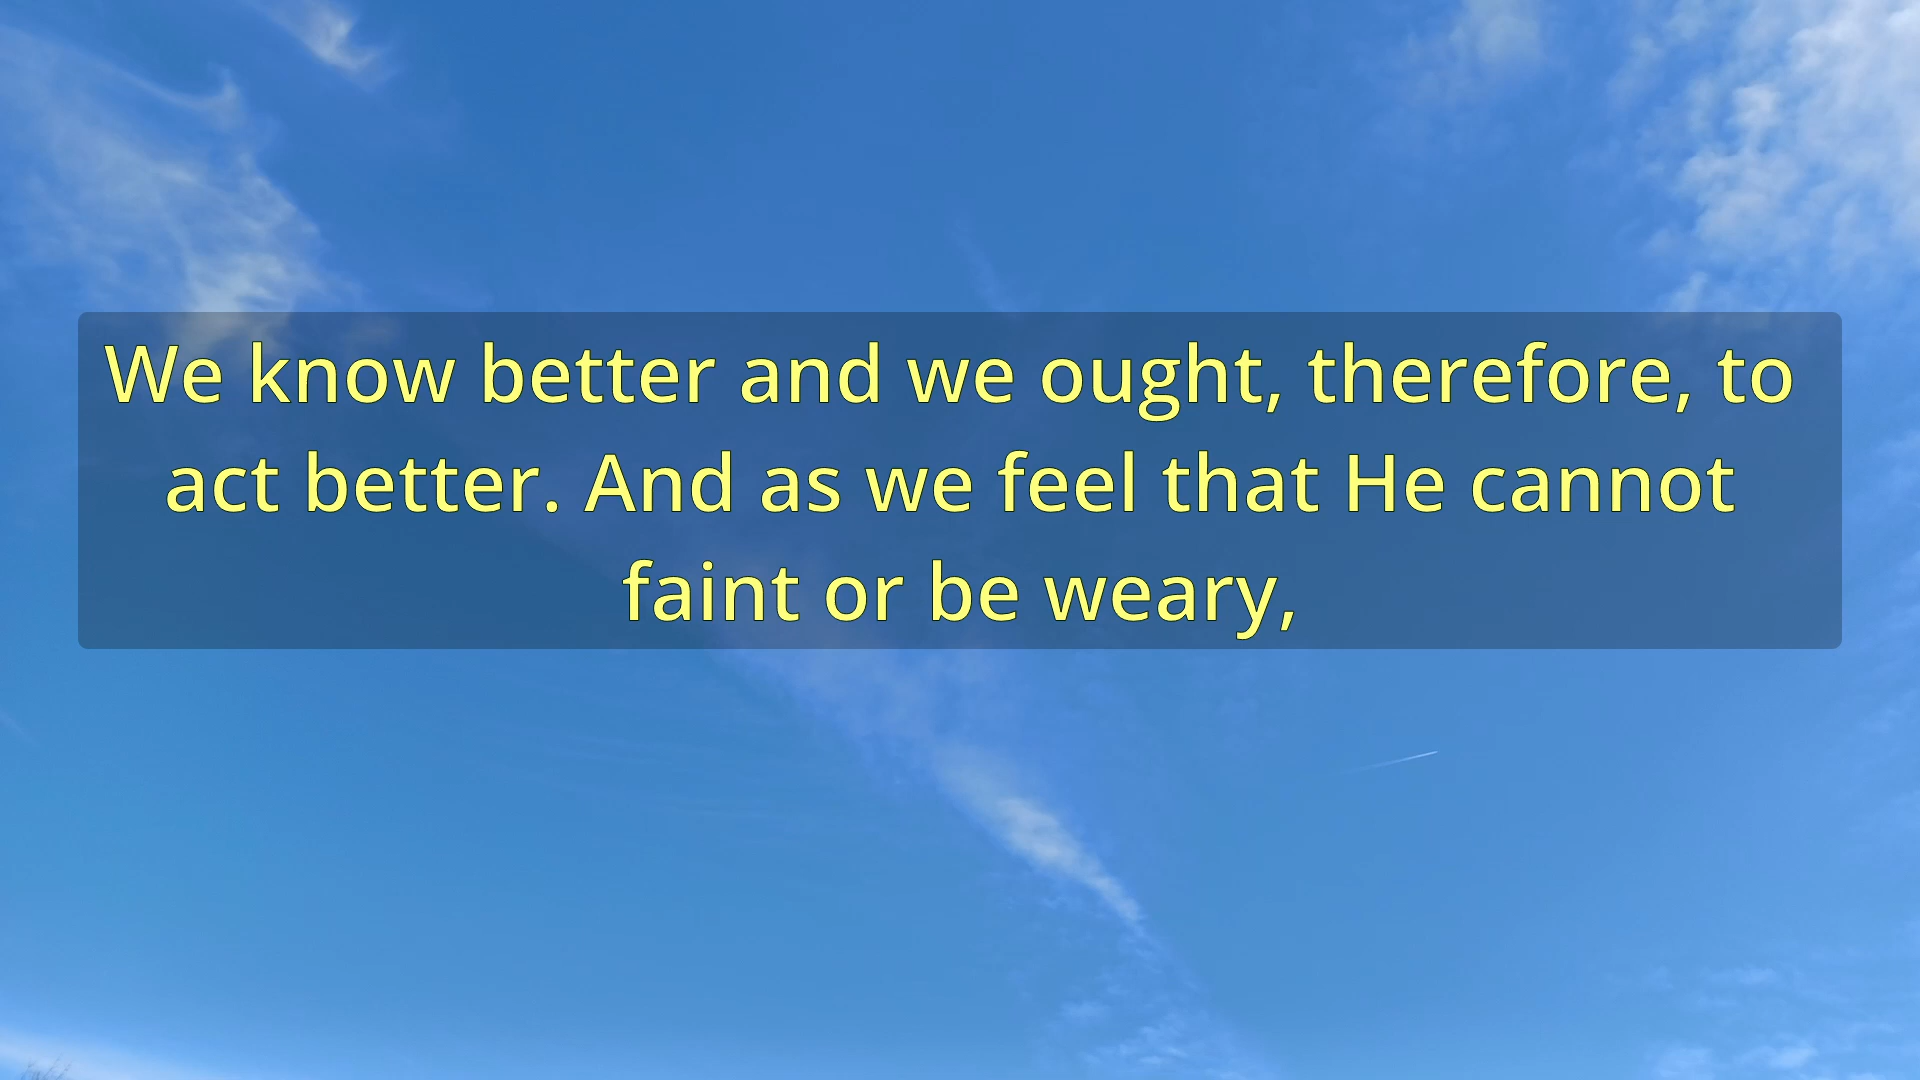 We know better and we ought, therefore, to
act better. And as we feel that He cannot
faint or be weary,